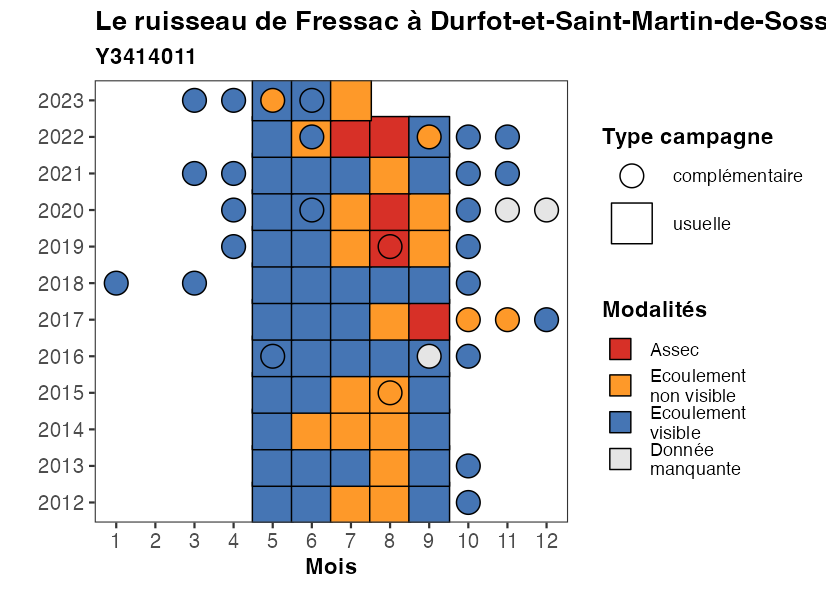 Le ruisseau de Fressac à Durfot-et-Saint-Martin-de-Soss
Y3414011
2023
2022
2021
2020
2019
2018
2017
2016
2015
2014
2013
2012
1 2 3 4 5 6 7 8 9 10 11 12
Mois
Type campagne
complémentaire
usuelle
Modalités
Assec
Ecoulement
non visible
Ecoulement
visible
Donnée
manquante